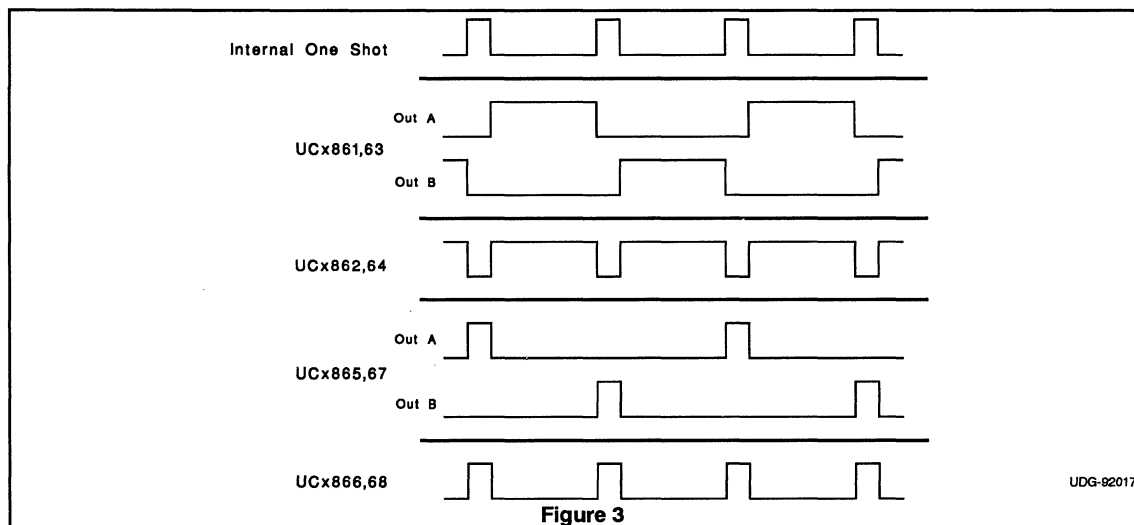 Internal One Shot
Out A
UCx861,63
Out B
UCx862,64
Out A
UCx865,67
Out B
UCx866,68
UDG-92017
Figure 3